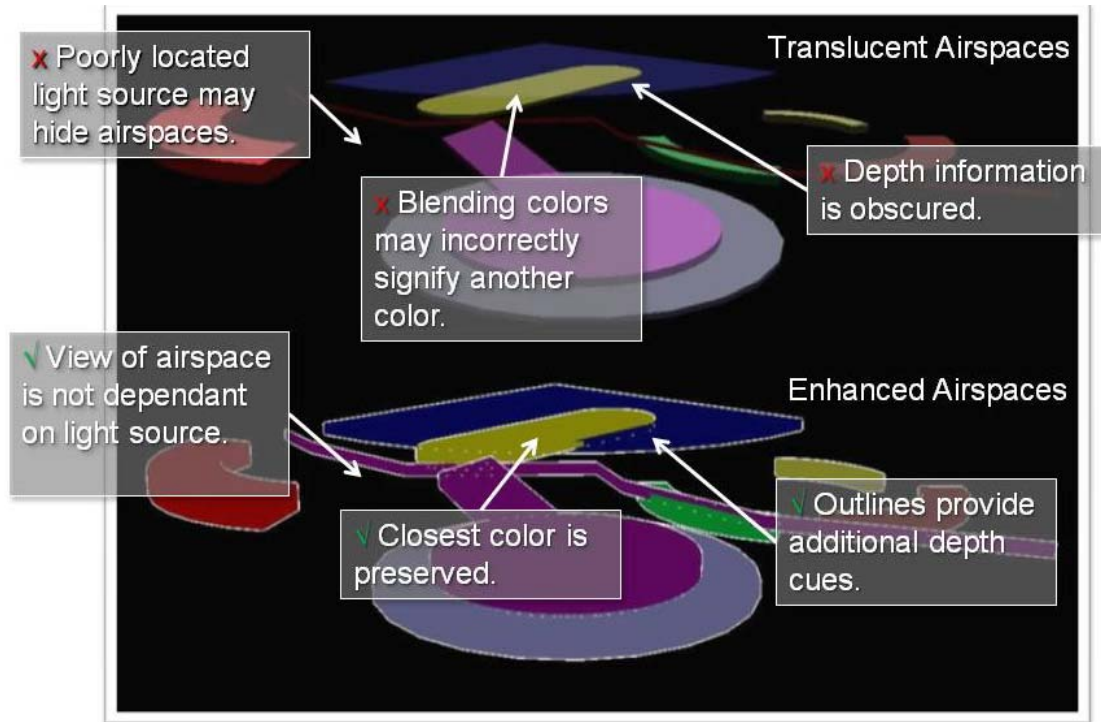 Translucent Airspaces
x Poorly located
light source may
hide airspaces.
x Blending colors
may incorrectly
signify another
color.
x Depth information
is obscured.
Enhanced Airspaces
√ View of airspace
is not dependant
on light source.
√ Closest color is
preserved.
√ Outlines provide
additional depth
cues.